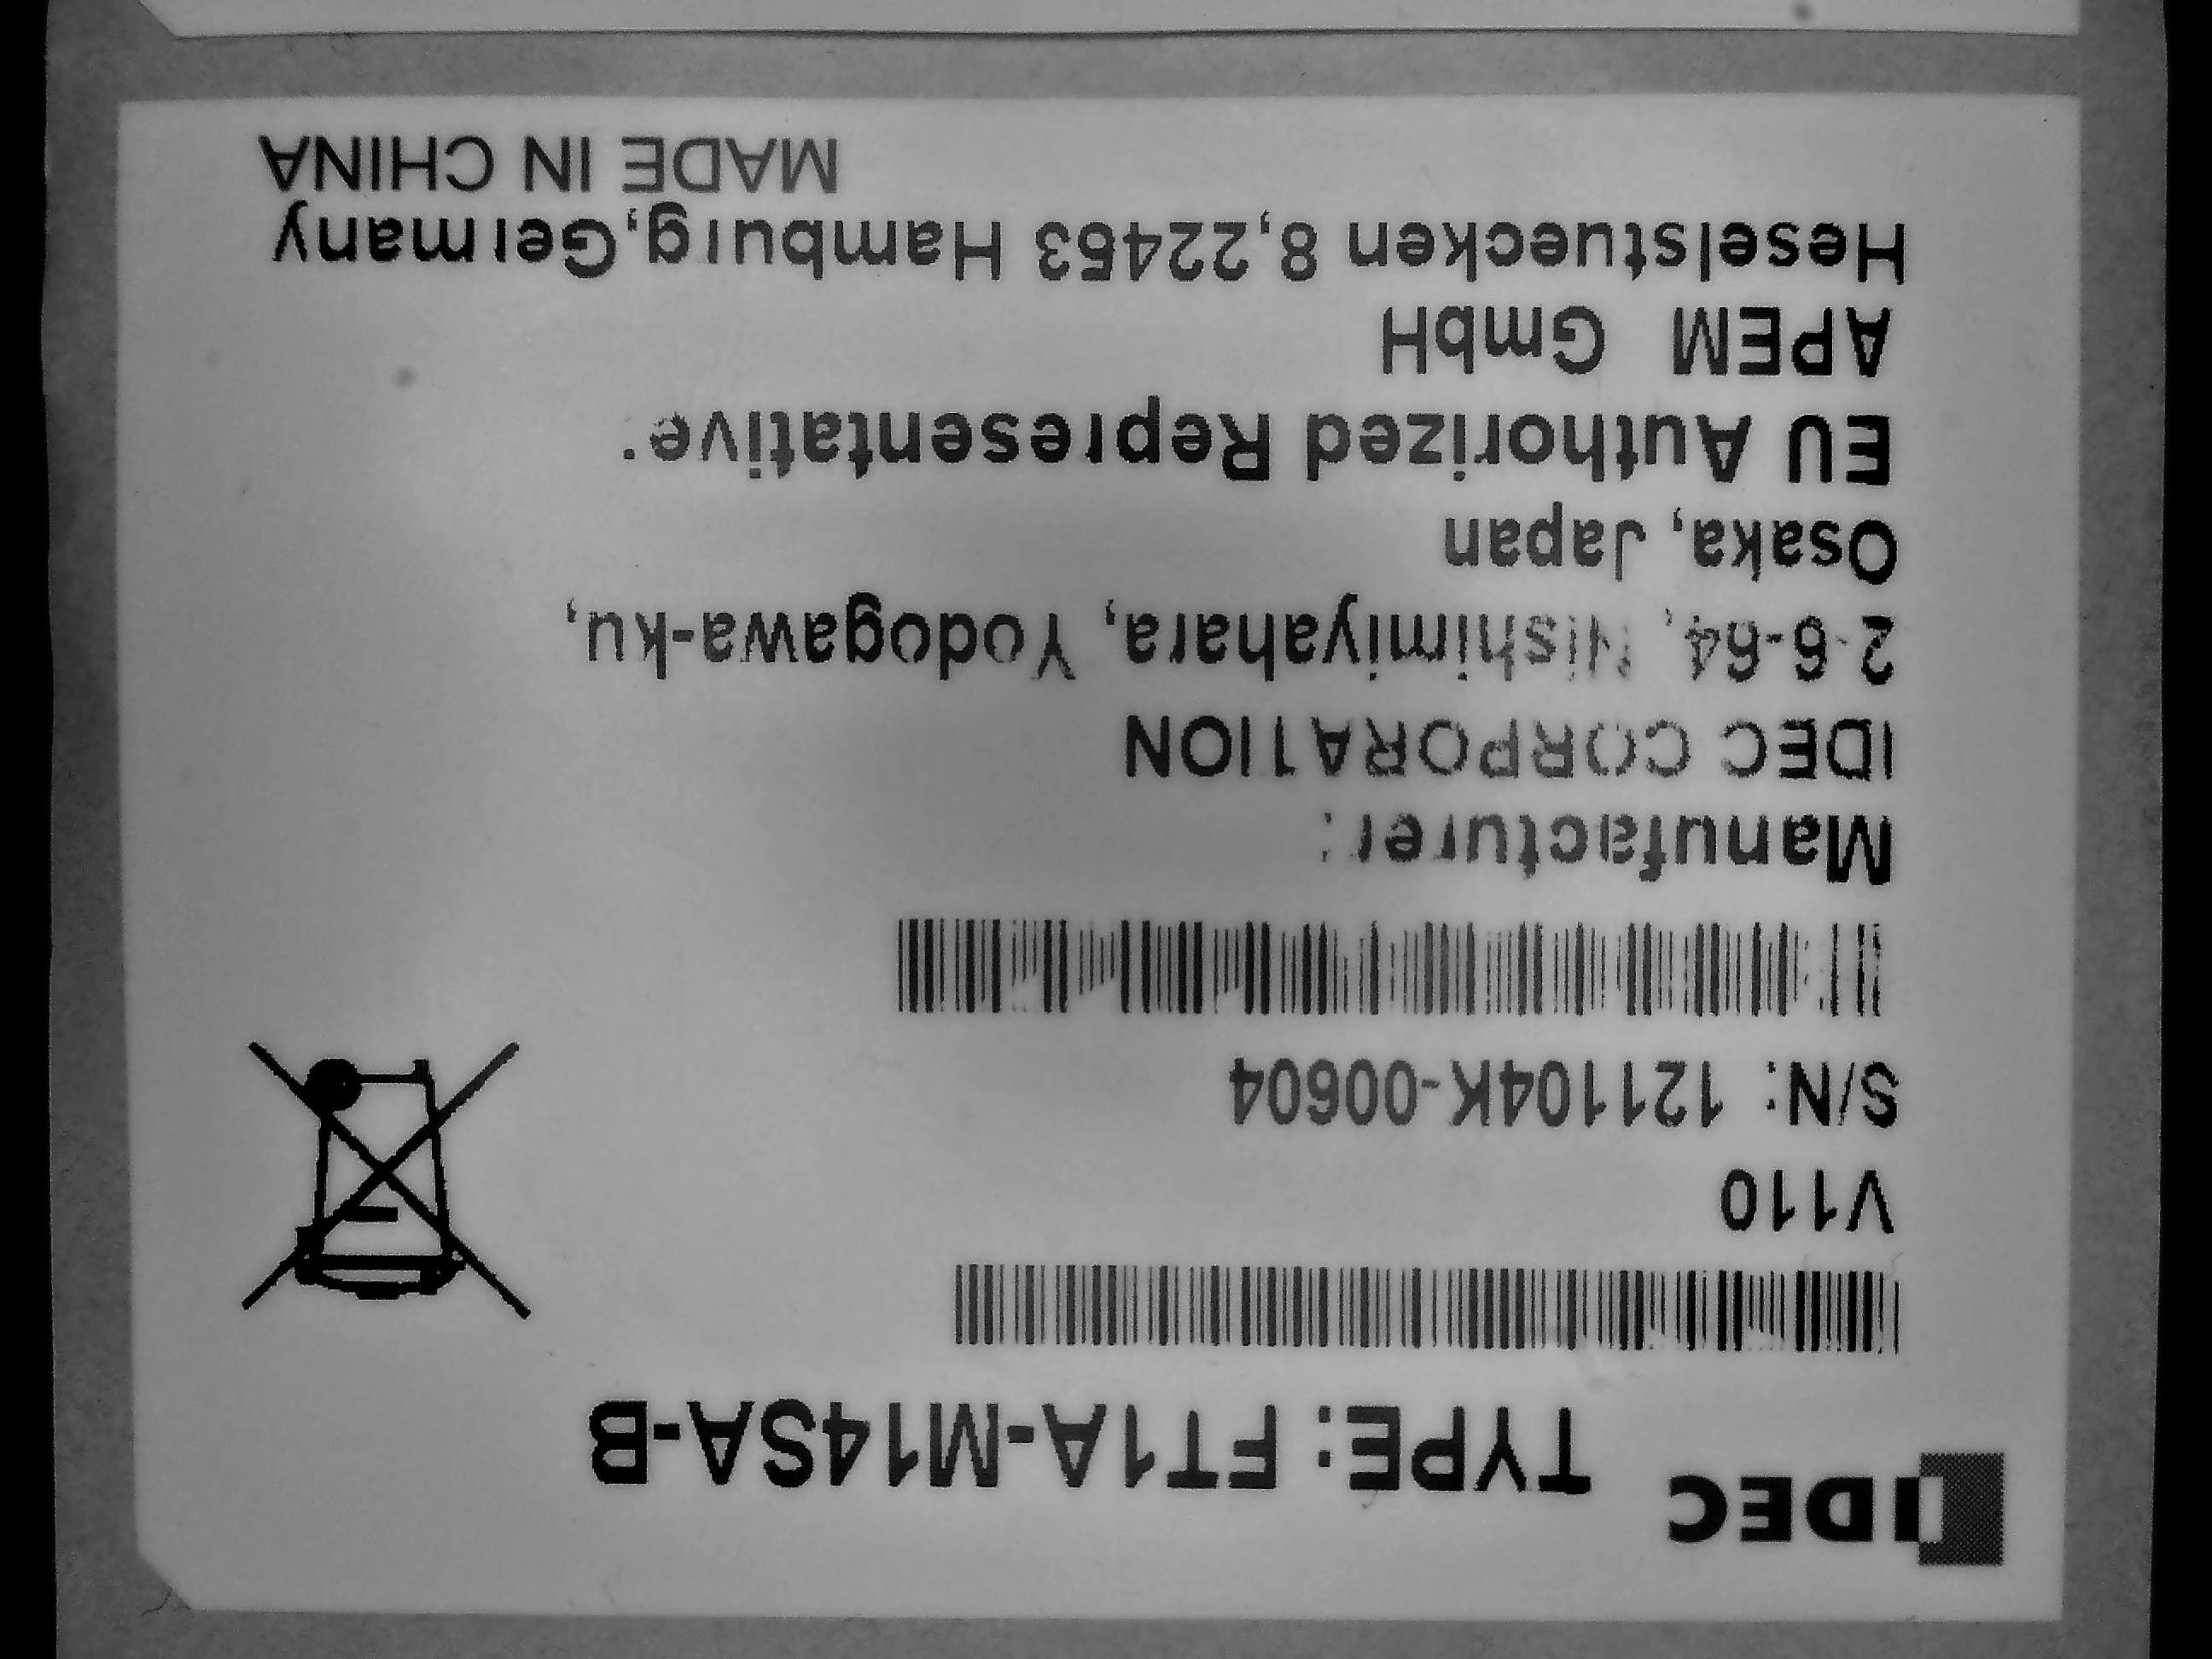 IDEC TYPE: FT1A-M14SA-B
V110
S/N: 121104K-00604
Manufacturer:
IDEC CORPORATION
2-6-64, Nishimiyahara, Yodogawa-ku,
Osaka, Japan
EU Authorized Representative:
APEM GmbH
Heselstuecken 8,22453 Hamburg,Germany
MADE IN CHINA